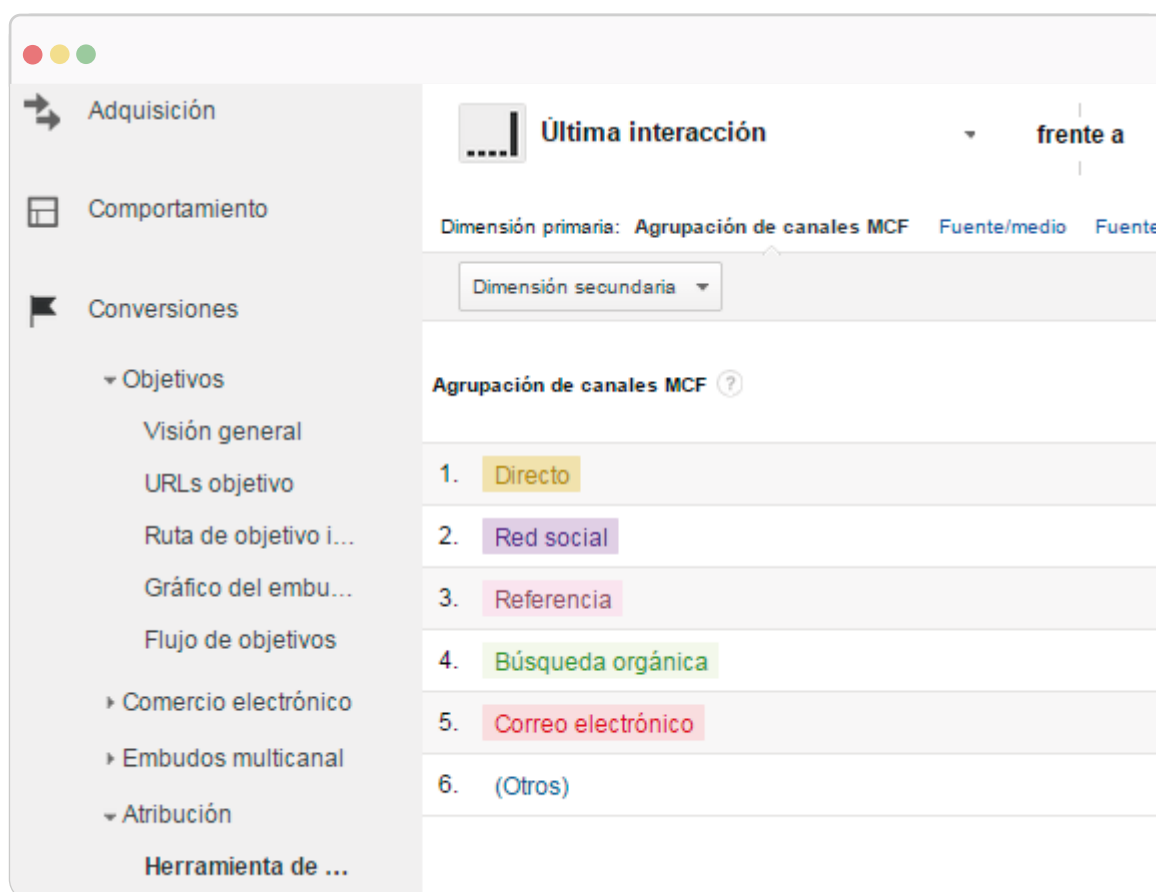 Adquisición
Comportamiento
Conversiones
Objetivos
Visión general
URLs objetivo
Ruta de objetivo i...
Gráfico del embu...
Flujo de objetivos
Comercio electrónico
Embudos multicanal
Atribución
Herramienta de ...
Última interacción
frente a
Dimensión primaria: Agrupación de canales MCF Fuente/medio Fuente
Dimensión secundaria
Agrupación de canales MCF ?
1. Directo
2. Red social
3. Referencia
4. Búsqueda orgánica
5. Correo electrónico
6. (Otros)